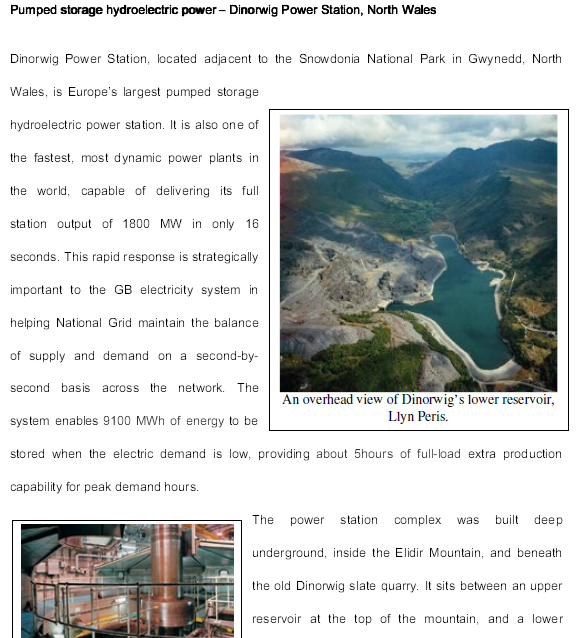 Pumped storage hydroelectric power – Dinorwig Power Station, North Wales
Dinorwig Power Station, located adjacent to the Snowdonia National Park in Gwynedd, North
Wales, is Europe's largest pumped storage
hydroelectric power station. It is also one of
the fastest, most dynamic power plants in
the world, capable of delivering its full
station output of 1800 MW in only 16
seconds. This rapid response is strategically
important to the GB electricity system in
helping National Grid maintain the balance
of supply and demand on a second-by-
second basis across the network. The
system enables 9100 MWh of energy to be
An overhead view of Dinorwig's lower reservoir,
Llyn Peris.
stored when the electric demand is low, providing about 5hours of full-load extra production
capability for peak demand hours.
The power station complex was built deep
underground, inside the Elidir Mountain, and beneath
the old Dinorwig slate quarry. It sits between an upper
reservoir at the top of the mountain, and a lower